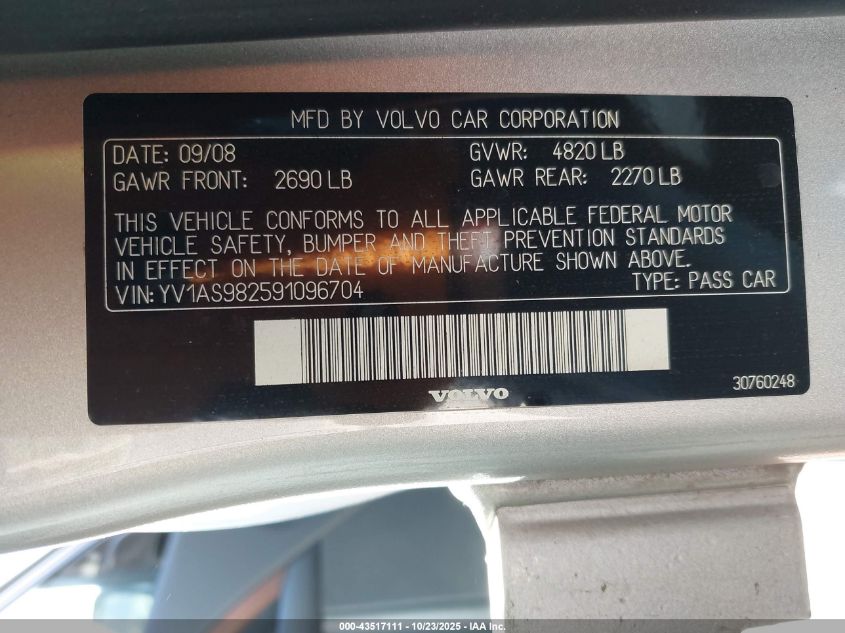 MFD BY VOLVO CAR CORPORATION
DATE: 09/08 GVWR: 4820 LB
GAWR FRONT: 2690 LB GAWR REAR: 2270 LB
THIS VEHICLE CONFORMS TO ALL APPLICABLE FEDERAL MOTOR
VEHICLE SAFETY, BUMPER AND THEFT PREVENTION STANDARDS
IN EFFECT ON THE DATE OF MANUFACTURE SHOWN ABOVE.
VIN: YV1AS982591096704 TYPE: PASS CAR
VOLVO
30760248
000-43517111 - 10/23/2025 - IAA Inc.